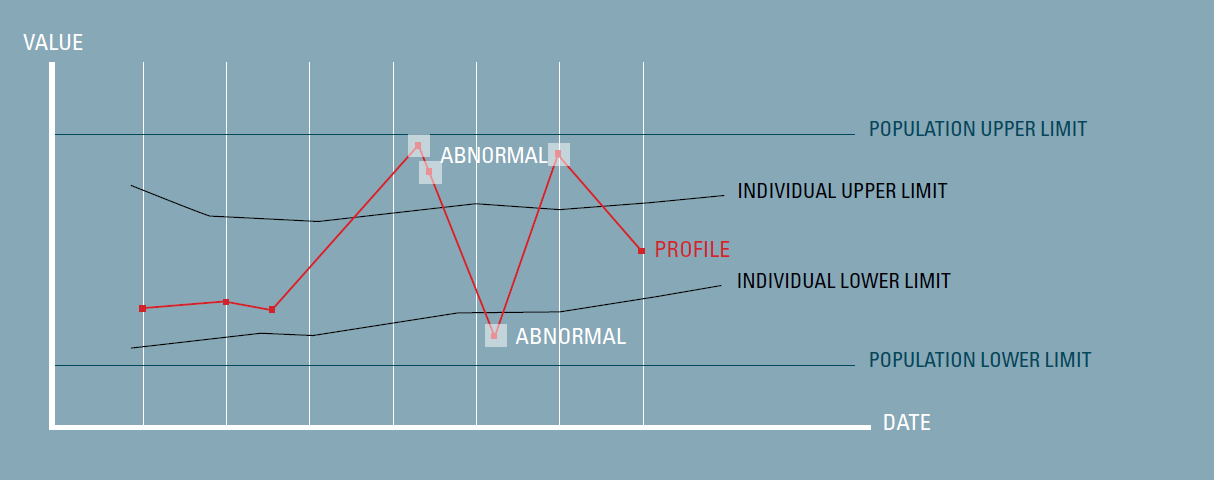 VALUE
POPULATION UPPER LIMIT
ABNORMAL
INDIVIDUAL UPPER LIMIT
PROFILE
INDIVIDUAL LOWER LIMIT
ABNORMAL
POPULATION LOWER LIMIT
DATE